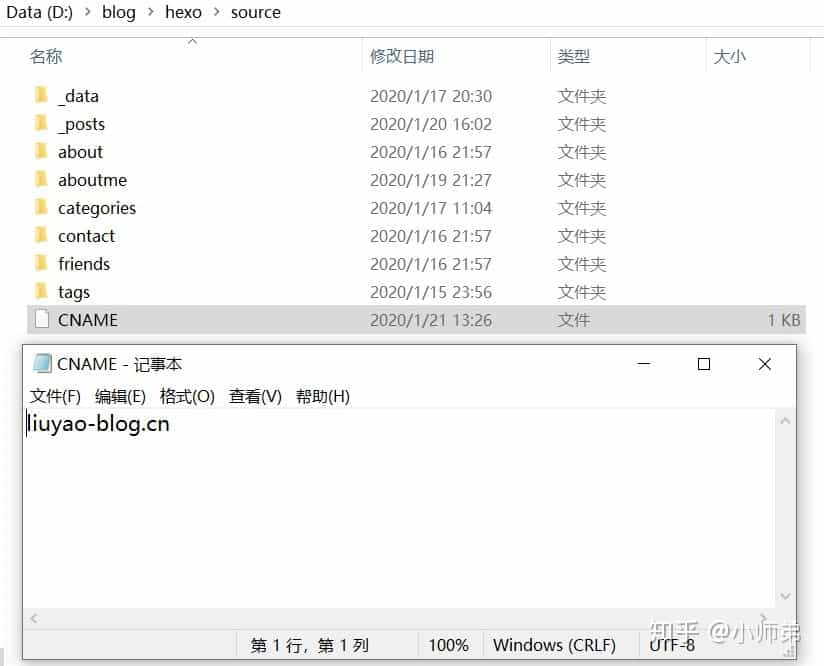 Data (D:) > blog > hexo > source
名称 修改日期 类型 大小
_data 2020/1/17 20:30 文件夹
_posts 2020/1/20 16:02 文件夹
about 2020/1/16 21:57 文件夹
aboutme 2020/1/19 21:27 文件夹
categories 2020/1/17 11:04 文件夹
contact 2020/1/16 21:57 文件夹
friends 2020/1/16 21:57 文件夹
tags 2020/1/15 23:56 文件夹
CNAME 2020/1/21 13:26 文件 1 KB
CNAME - 记事本
文件(F) 编辑(E) 格式(O) 查看(V) 帮助(H)
liuyao-blog.cn
知乎 @小师弟
第 1 行，第 1 列 100% Windows (CRLF) UTF-8